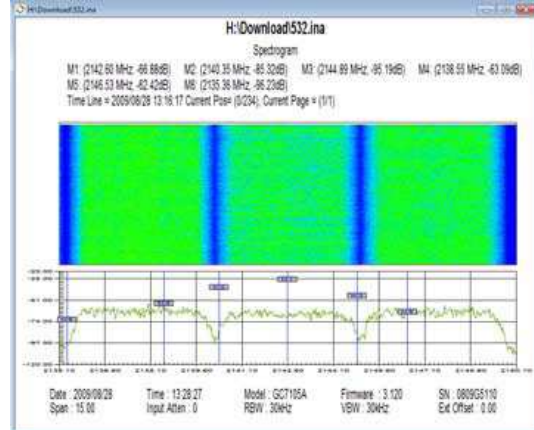 H:\Download\532.ina
H:\Download\532.ina
Spectrogram
M1: (2142.60 MHz, -66.88dB) M2: (2140.35 MHz, -85.32dB) M3: (2144.89 MHz, -95.19dB) M4: (2138.55 MHz, -63.09dB)
M5: (2146.53 MHz, -62.42dB) M6: (2135.36 MHz, -96.23dB)
Time Line = 2009/08/28 13:16:17 Current Pos= (0/234), Current Page = (1/1)
-120.00
Date : 2009/08/28 Time : 13:28:27 Model : GC7105A Firmware : 3.120 SN : 0809G5110
Span : 15.00 Input Atten : 0 RBW : 30kHz VBW : 30kHz Ext Offset : 0.00